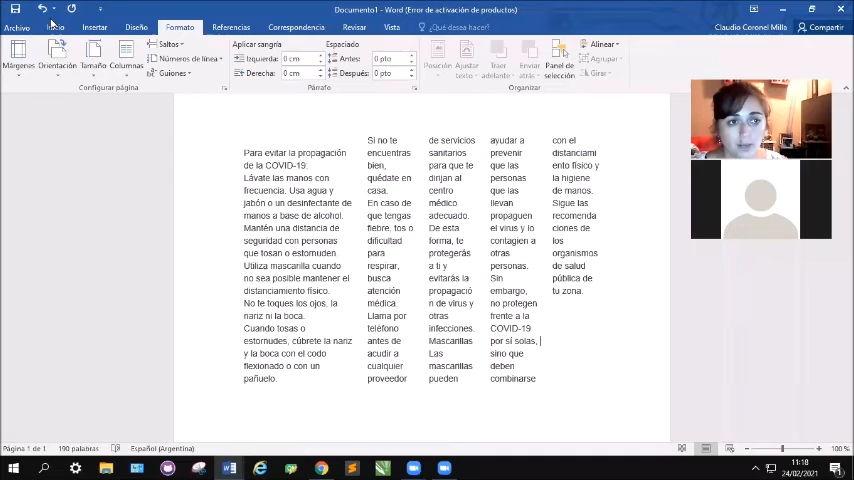 Documento1 - Word (Error de activación de productos)
Archivo Inicio Insertar Diseño Formato Referencias Correspondencia Revisar Vista ¿Qué desea hacer? Claudio Coronel Milla Compartir
Saltos
Números de línea
Guiones
Márgenes Orientación Tamaño Columnas
Configurar página
Aplicar sangría Espaciado
Izquierda: 0 cm Antes: 0 pto
Derecha: 0 cm Después: 0 pto
Párrafo
Posición Ajustar texto Traer adelante Enviar atrás Panel de selección
Alinear
Agrupar
Girar
Organizar
Para evitar la propagación
de la COVID-19:
Lávate las manos con
frecuencia. Usa agua y
jabón o un desinfectante de
manos a base de alcohol.
Mantén una distancia de
seguridad con personas
que tosan o estornuden.
Utiliza mascarilla cuando
no sea posible mantener el
distanciamiento físico.
No te toques los ojos, la
nariz ni la boca.
Cuando tosas o
estornudes, cúbrete la nariz
y la boca con el codo
flexionado o con un
pañuelo.
Si no te
encuentras
bien,
quédate en
casa.
En caso de
que tengas
fiebre, tos o
dificultad
para
respirar,
busca
atención
médica.
Llama por
teléfono
antes de
acudir a
cualquier
proveedor
de servicios
sanitarios
para que te
dirijan al
centro
médico
adecuado.
De esta
forma, te
protegerás
a ti y
evitarás la
propagació
n de virus y
otras
infecciones.
Mascarillas
Las
mascarillas
pueden
ayudar a
prevenir
que las
personas
que las
llevan
propaguen
el virus y lo
contagien a
otras
personas.
Sin
embargo,
no protegen
frente a la
COVID-19
por sí solas,
sino que
deben
combinarse
con el
distanciami
ento físico y
la higiene
de manos.
Sigue las
recomenda
ciones de
los
organismos
de salud
pública de
tu zona.
Página 1 de 1 190 palabras Español (Argentina) 100 %
11:18
24/02/2021